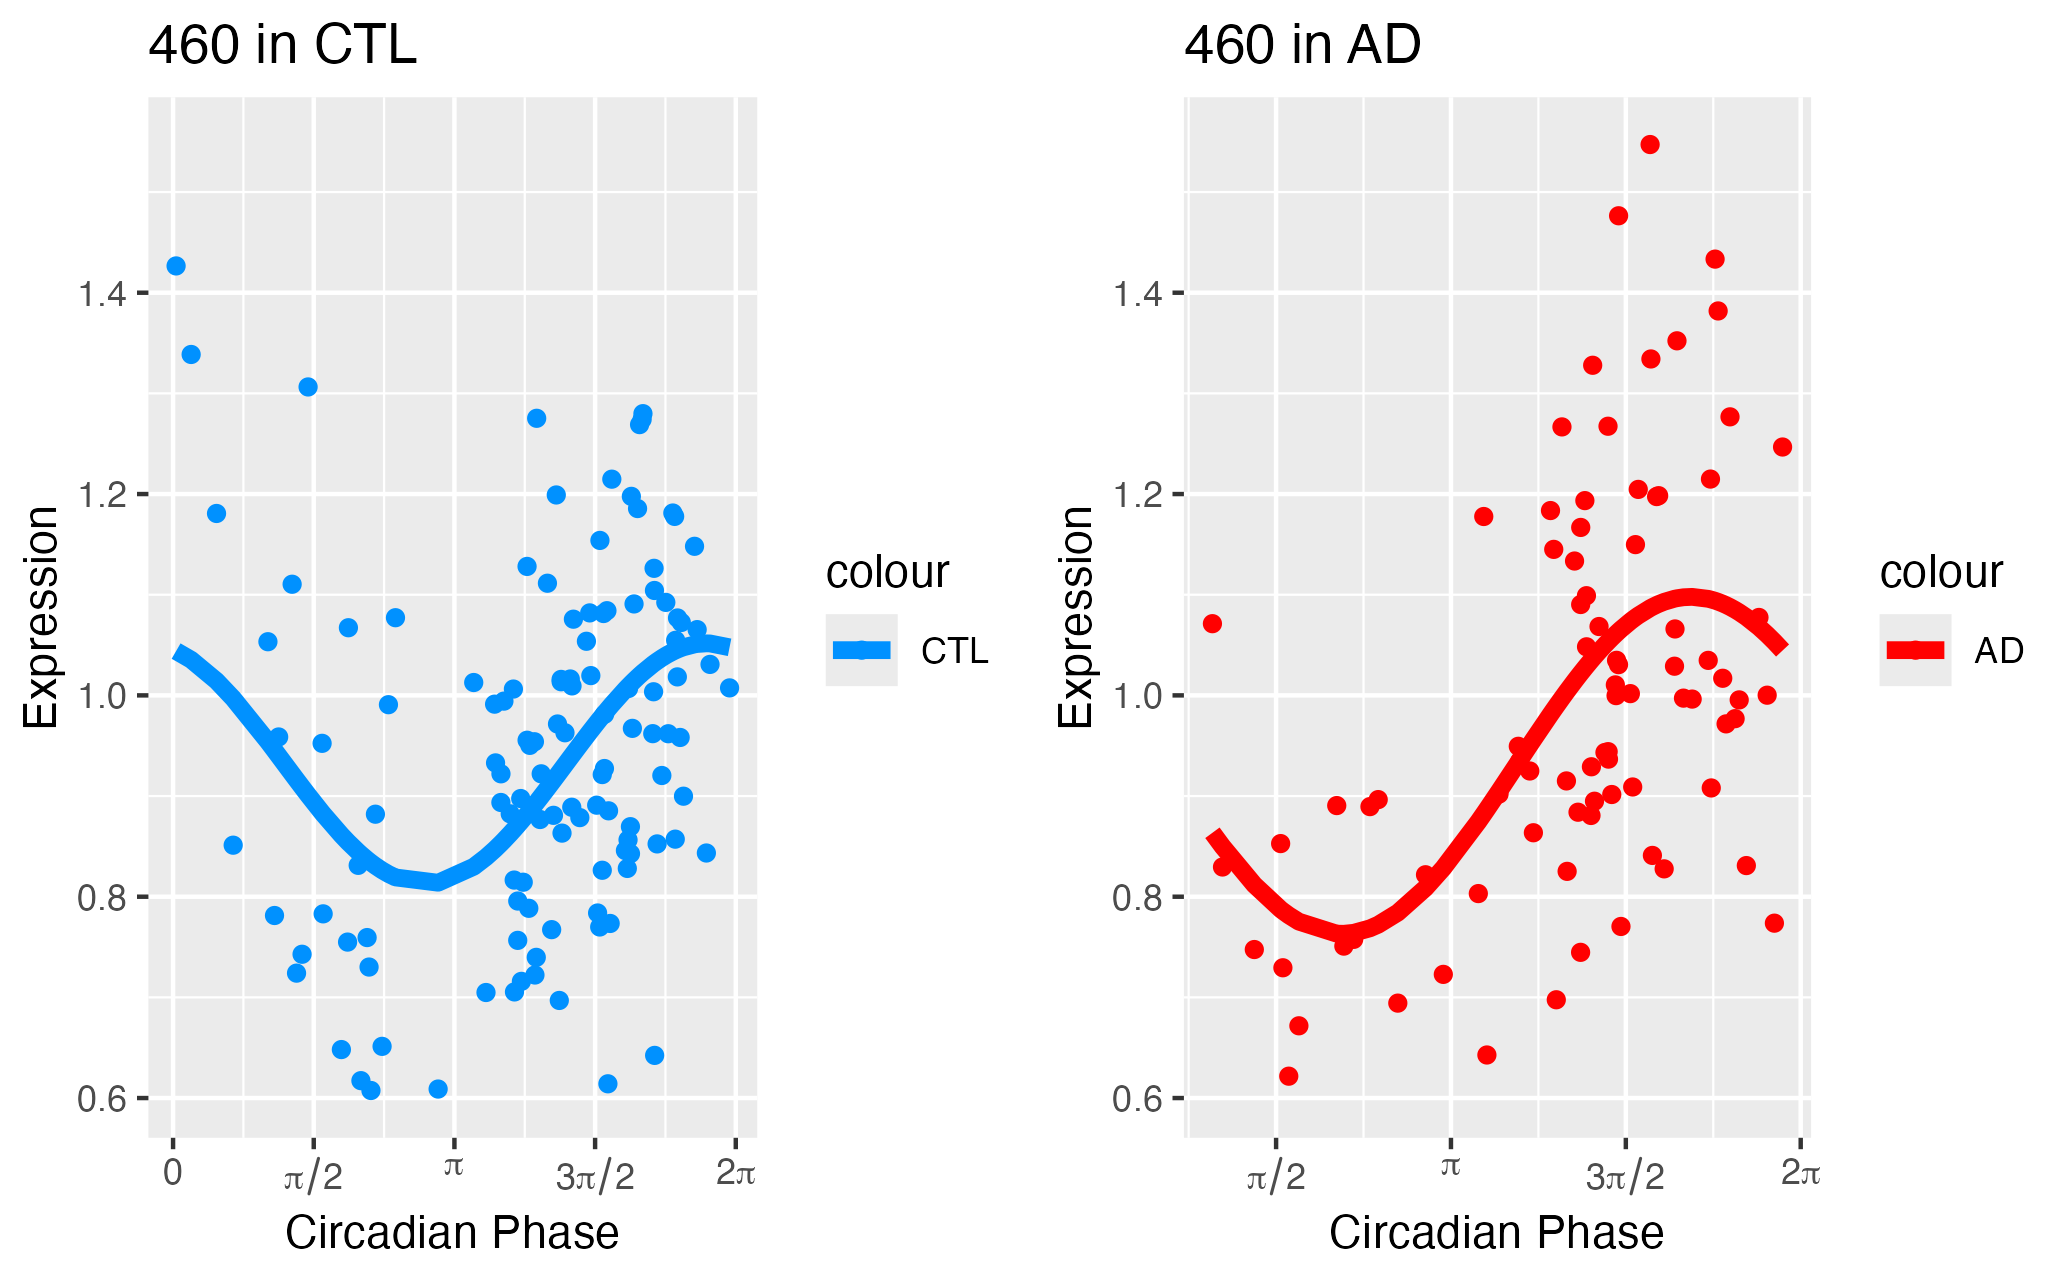 460 in CTL
Expression
1.4
1.2
1.0
0.8
0.6
0
π/2
π
3π/2
2π
Circadian Phase
colour
CTL
460 in AD
Expression
1.4
1.2
1.0
0.8
0.6
π/2
π
3π/2
2π
Circadian Phase
colour
AD